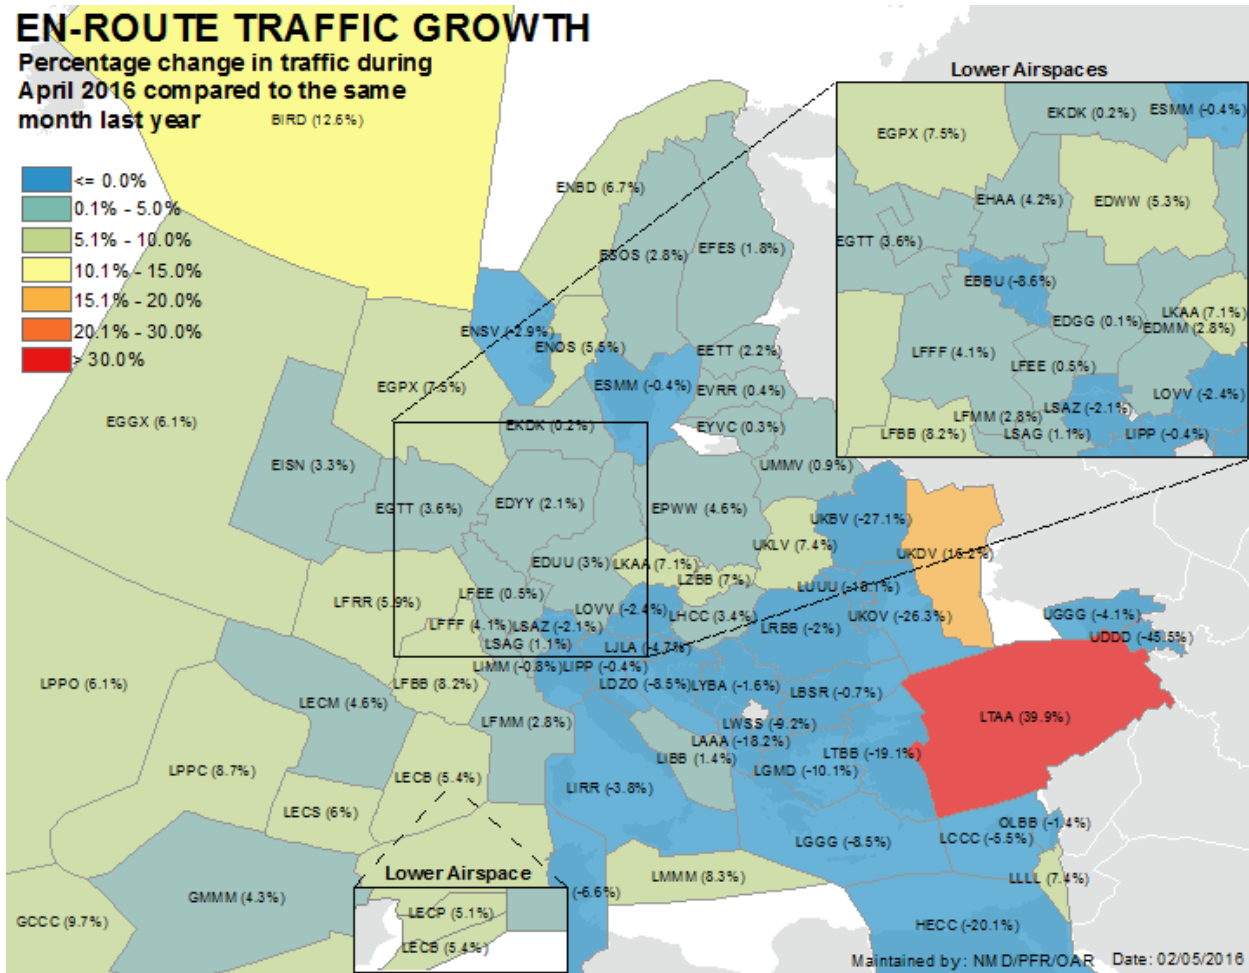 EN-ROUTE TRAFFIC GROWTH
Percentage change in traffic during
April 2016 compared to the same
month last year
<= 0.0%
0.1% - 5.0%
5.1% - 10.0%
10.1% - 15.0%
15.1% - 20.0%
20.1% - 30.0%
> 30.0%
Lower Airspaces
EKDK (0.2%)
ESMM (-0.4%)
EGPX (7.5%)
EHAA (4.2%)
EDWW (5.3%)
EGTT (3.6%)
EBBU (-8.6%)
LKAA (7.1%)
EDGG (0.1%)
EDMM (2.8%)
LFFF (4.1%)
LFEE (0.5%)
LOVV (-2.4%)
LFMM (2.8%)
LSAZ (-2.1%)
LFBB (8.2%)
LSAG (1.1%)
LIPP (-0.4%)
BIRD (12.6%)
ENBD (6.7%)
ESOS (2.8%)
EFES (1.8%)
ENSV (-2.9%)
ENOS (5.5%)
EETT (2.2%)
EGPX (7.5%)
ESMM (-0.4%)
EVRR (0.4%)
EGGX (6.1%)
EKDK (0.2%)
EYVC (0.3%)
EISN (3.3%)
UMMV (0.9%)
EGTT (3.6%)
EDYY (2.1%)
EPWW (4.6%)
UKBV (-27.1%)
UKLV (7.4%)
UKDV (16.2%)
EDUU (3%)
LKAA (7.1%)
LZBB (7%)
LUUU (-18.1%)
LFRR (5.9%)
LFEE (0.5%)
LOVV (-2.4%)
LHCC (3.4%)
UKOV (-26.3%)
UGGG (-4.1%)
LFFF (4.1%)
LSAZ (-2.1%)
LRBB (-2%)
UDDD (-45.5%)
LSAG (1.1%)
LJLA (-4.7%)
LIMM (-0.8%)
LIPP (-0.4%)
LPPO (6.1%)
LFBB (8.2%)
LDZO (-8.5%)
LYBA (-1.6%)
LBSR (-0.7%)
LECM (4.6%)
LFMM (2.8%)
LWSS (-9.2%)
LTAA (39.9%)
LAAA (-18.2%)
LTBB (-19.1%)
LIBB (1.4%)
LPPC (8.7%)
LECB (5.4%)
LGMD (-10.1%)
LIRR (-3.8%)
LECS (6%)
OLBB (-1.4%)
LGGG (-8.5%)
LCCC (-5.5%)
Lower Airspace
LMMM (8.3%)
LLLL (7.4%)
GMMM (4.3%)
(-6.6%)
LECP (5.1%)
GCCC (9.7%)
HECC (-20.1%)
LECB (5.4%)
Maintained by: NMD/PFR/OAR Date: 02/05/2016